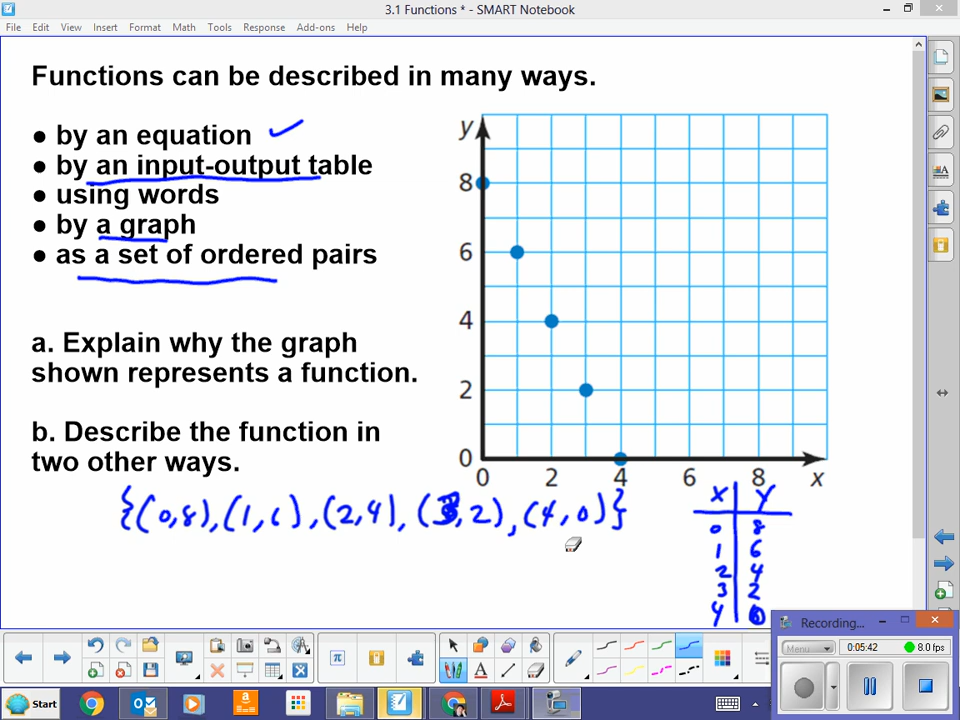 3.1 Functions * - SMART Notebook
File Edit View Insert Format Math Tools Response Add-ons Help
Functions can be described in many ways.
● by an equation
● by an input-output table
● using words
● by a graph
● as a set of ordered pairs
a. Explain why the graph
shown represents a function.
b. Describe the function in
two other ways.
y
8
6
4
2
0
0 2 4 6 8 x
{(0,8),(1,6),(2,4),(3,2),(4,0)}
x y
0 8
1 6
2 4
3 2
4 0
Recording...
Menu 0:05:42 8.0 fps
π A
Start